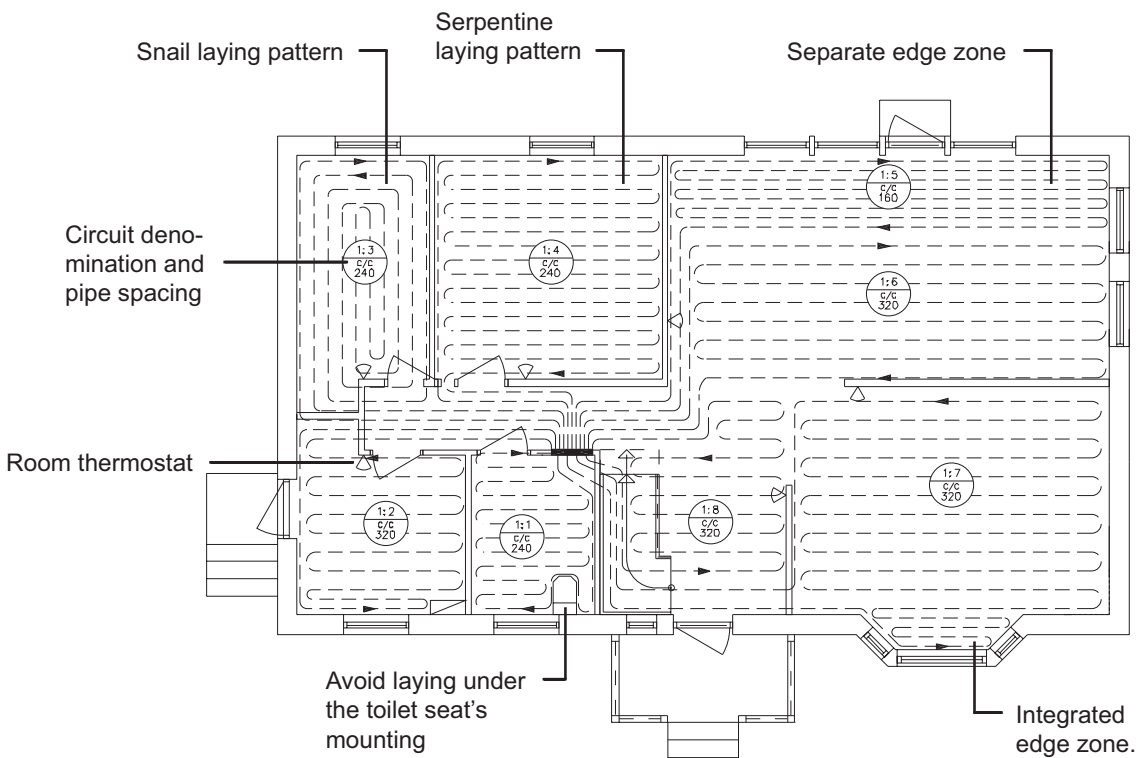 Serpentine
laying pattern
Snail laying pattern
Separate edge zone
1:5
c/c
160
Circuit deno-
mination and
pipe spacing
1:3
c/c
240
1:4
c/c
240
1:6
c/c
320
Room thermostat
1:2
c/c
320
1:1
c/c
240
1:8
c/c
320
1:7
c/c
320
Avoid laying under
the toilet seat's
mounting
Integrated
edge zone.